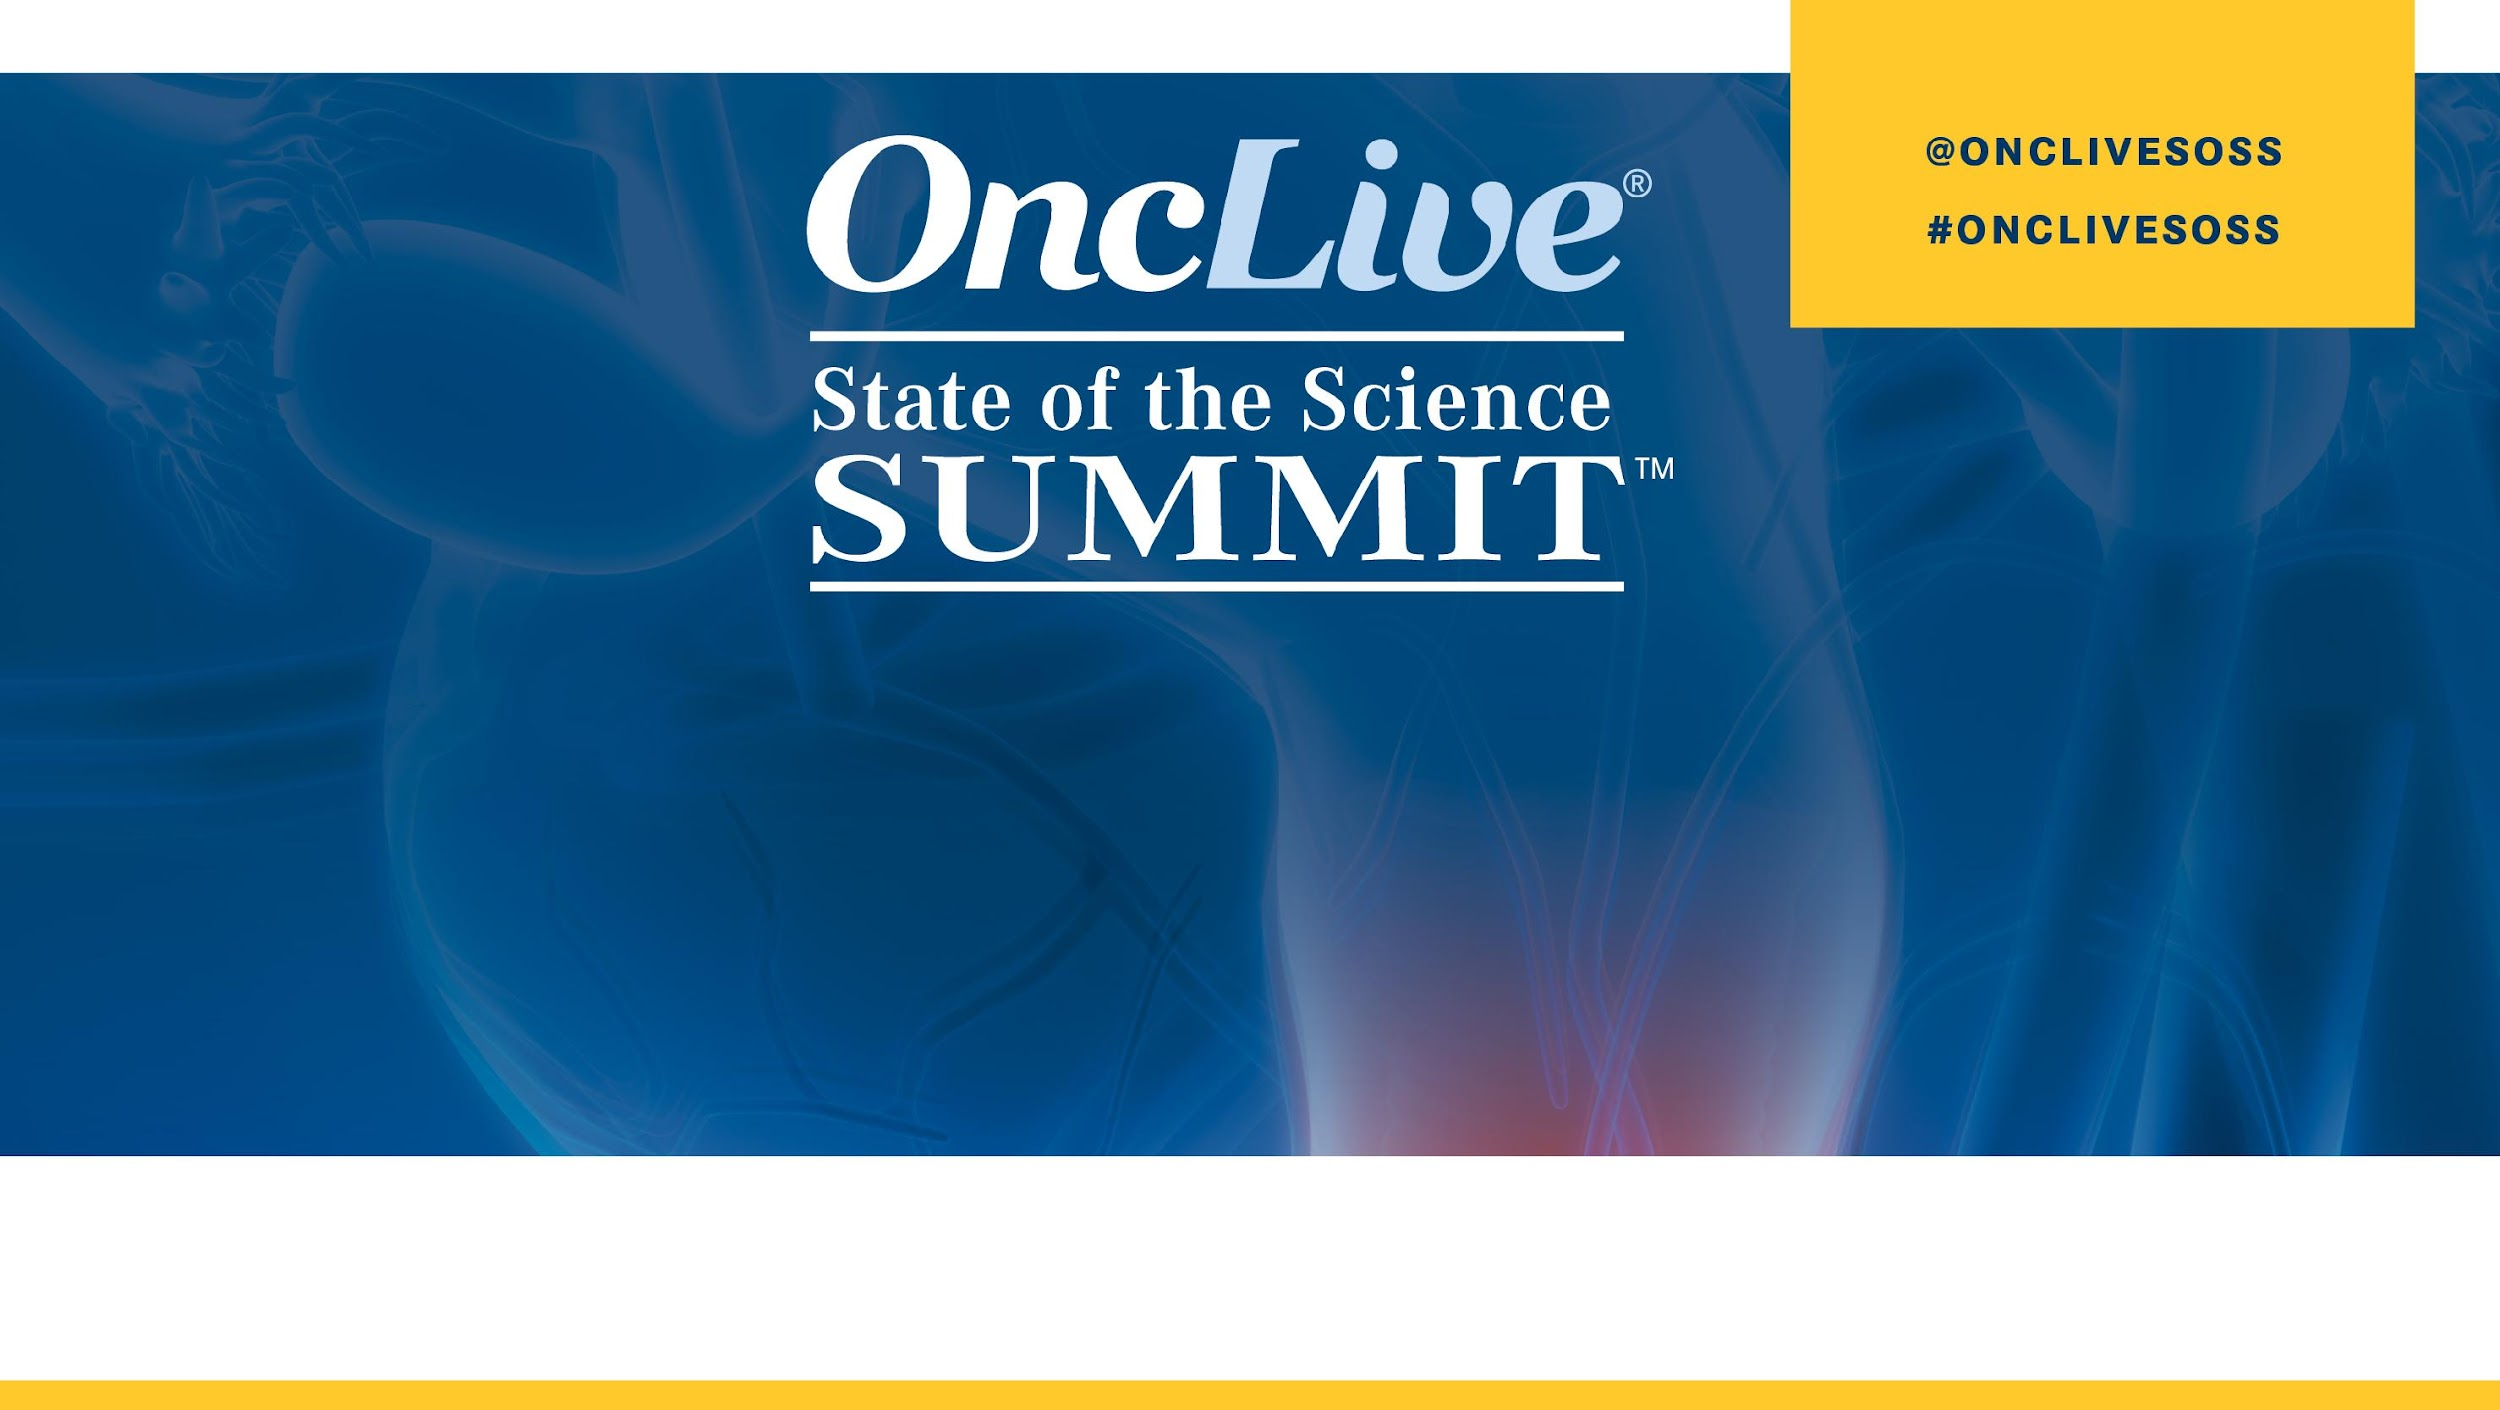 OncLive®
State of the Science
SUMMIT™
@ONCLIVESOSS
#ONCLIVESOSS